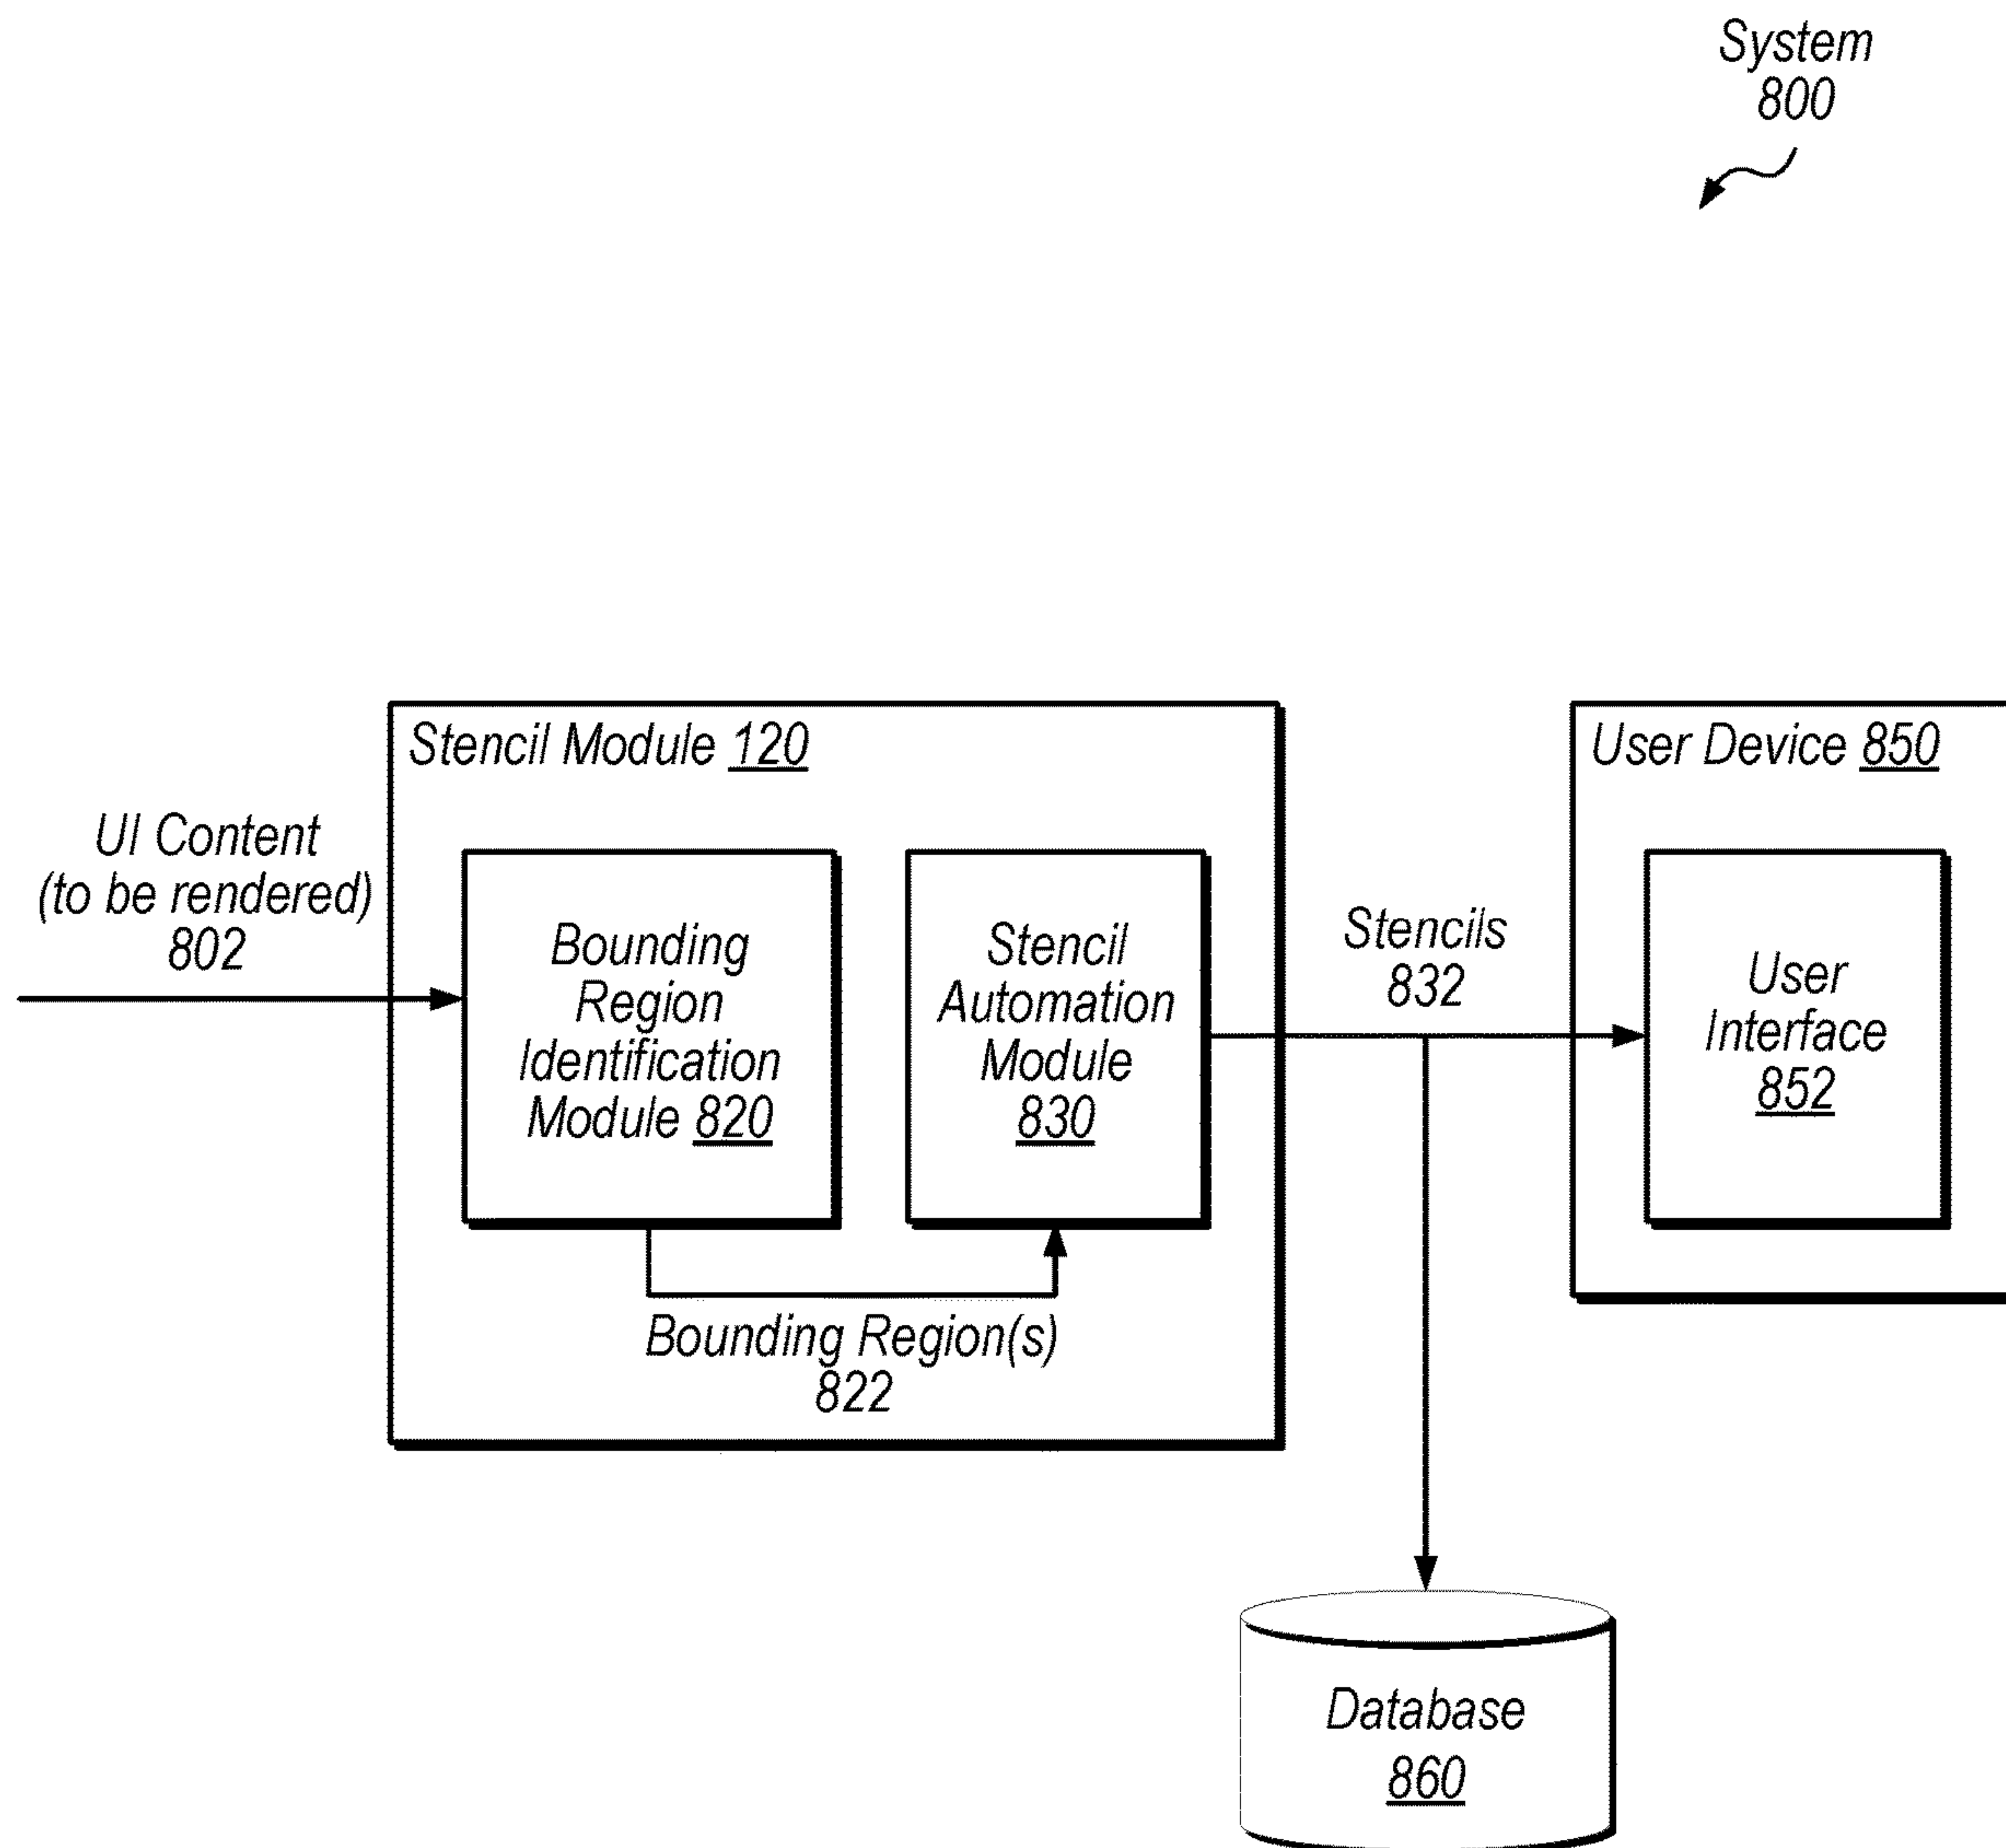 System
800
Stencil Module 120
User Device 850
UI Content
(to be rendered)
802
Bounding
Region
Identification
Module 820
Stencil
Automation
Module
830
Stencils
832
User
Interface
852
Bounding Region(s)
822
Database
860